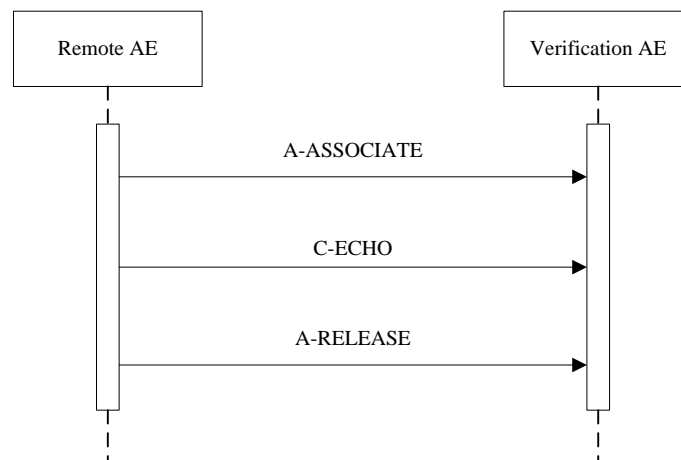 Remote AE
Verification AE
A-ASSOCIATE
C-ECHO
A-RELEASE